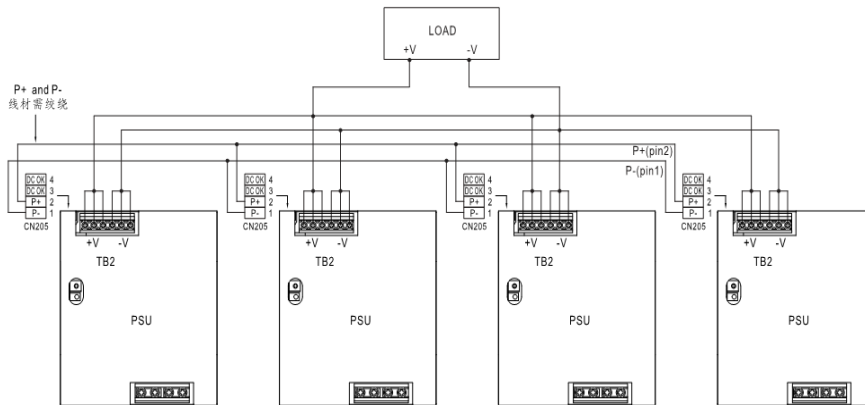 LOAD
+V -V
P+ and P-
线材需绞绕
P+(pin2)
P-(pin1)
DC OK 4
DC OK 3
P+ 2
P- 1
CN205
+V -V
TB2
PSU
DC OK 4
DC OK 3
P+ 2
P- 1
CN205
+V -V
TB2
PSU
DC OK 4
DC OK 3
P+ 2
P- 1
CN205
+V -V
TB2
PSU
DC OK 4
DC OK 3
P+ 2
P- 1
CN205
+V -V
TB2
PSU